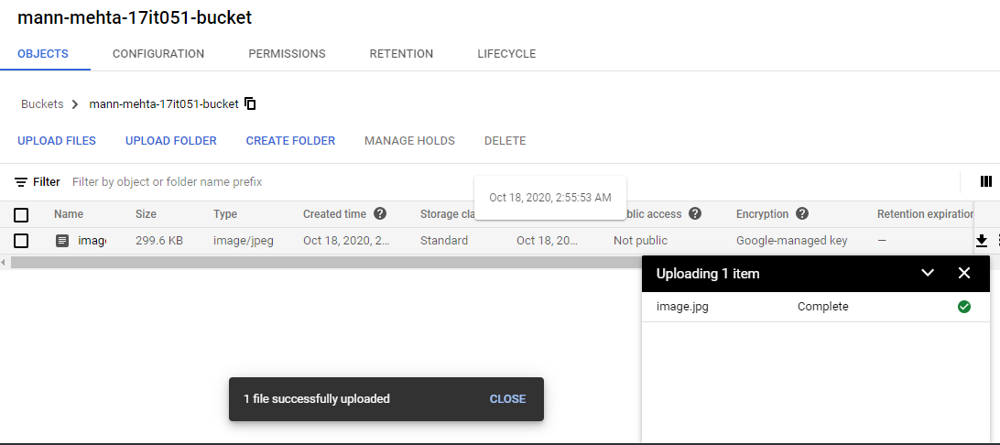 mann-mehta-17it051-bucket
OBJECTS CONFIGURATION PERMISSIONS RETENTION LIFECYCLE
Buckets mann-mehta-17it051-bucket
UPLOAD FILES UPLOAD FOLDER CREATE FOLDER MANAGE HOLDS DELETE
Filter Filter by object or folder name prefix
Oct 18, 2020, 2:55:53 AM
Name Size Type Created time Storage cla blic access Encryption Retention expiration
image 299.6 KB image/jpeg Oct 18, 2020, 2... Standard Oct 18, 20... Not public Google-managed key —
Uploading 1 item
image.jpg Complete
1 file successfully uploaded CLOSE